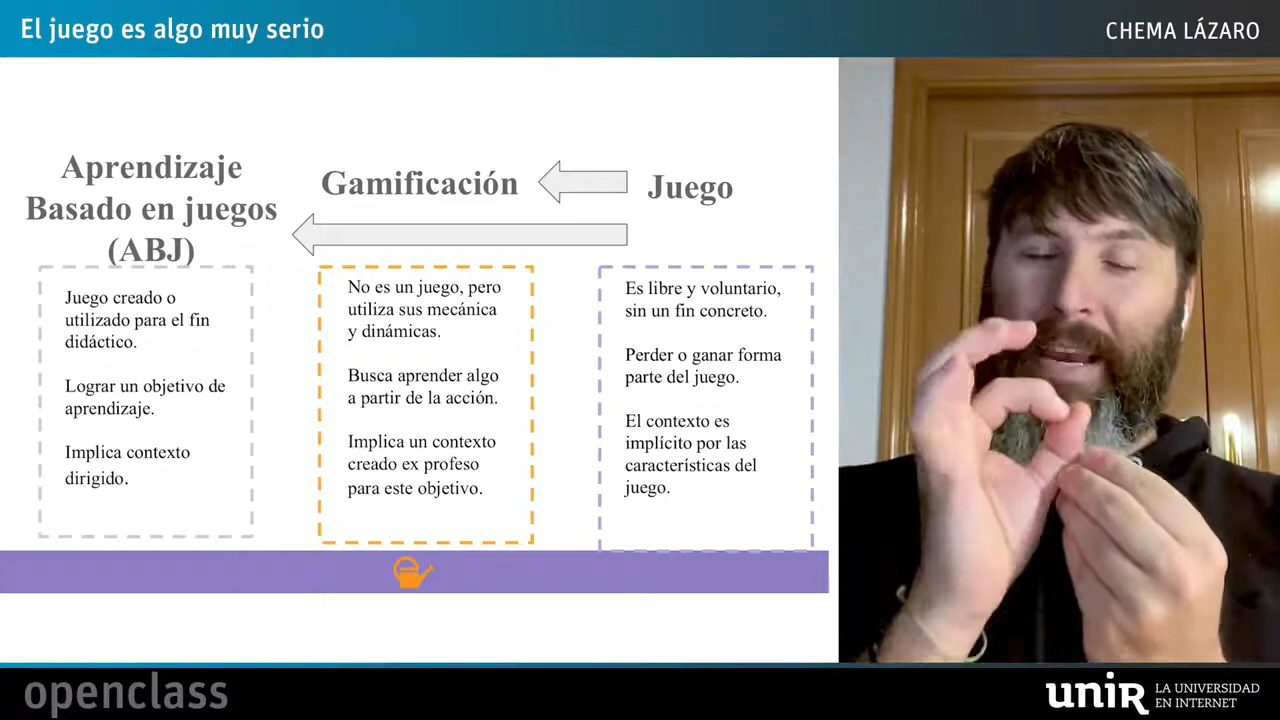 El juego es algo muy serio
CHEMA LÁZARO
Aprendizaje
Basado en juegos
(ABJ)
Juego creado o
utilizado para el fin
didáctico.
Lograr un objetivo de
aprendizaje.
Implica contexto
dirigido.
Gamificación
No es un juego, pero
utiliza sus mecánica
y dinámicas.
Busca aprender algo
a partir de la acción.
Implica un contexto
creado ex profeso
para este objetivo.
Juego
Es libre y voluntario,
sin un fin concreto.
Perder o ganar forma
parte del juego.
El contexto es
implícito por las
características del
juego.
openclass
unir
LA UNIVERSIDAD
EN INTERNET